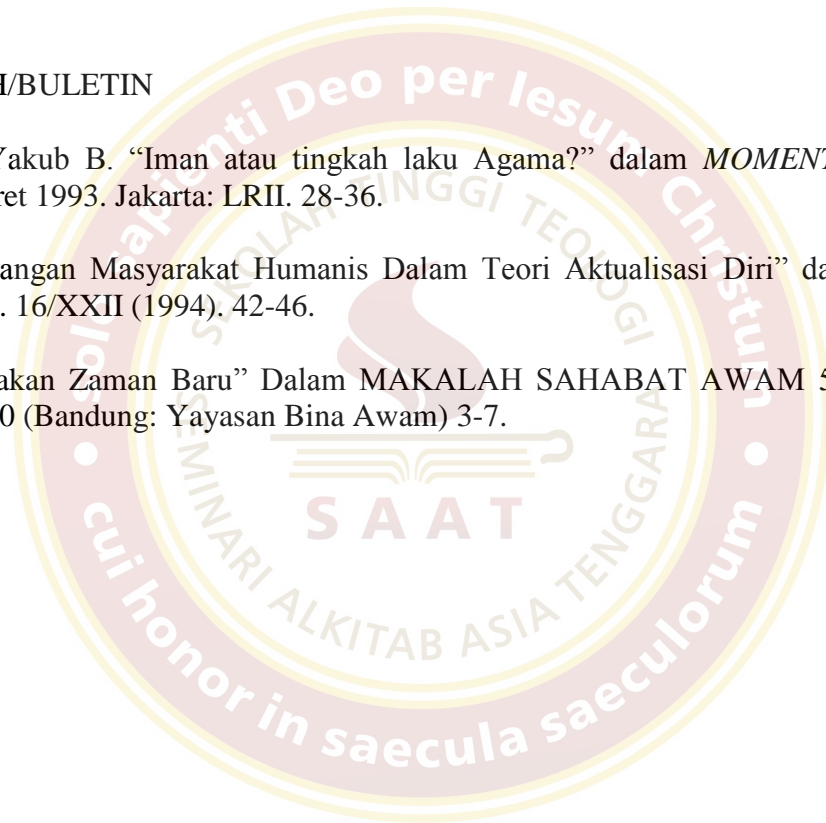 H/BULETIN
Yakub B. “Iman atau tingkah laku Agama?” dalam MOMENT
ret 1993. Jakarta: LRII. 28-36.
angan Masyarakat Humanis Dalam Teori Aktualisasi Diri” da
. 16/XXII (1994). 42-46.
akan Zaman Baru” Dalam MAKALAH SAHABAT AWAM 5
0 (Bandung: Yayasan Bina Awam) 3-7.
solo sapienti Deo per Iesum Christum • cui honor in saecula saeculorum •
SEKOLAH TINGGI TEOLOGI
SEMINARI ALKITAB ASIA TENGGARA
SAAT